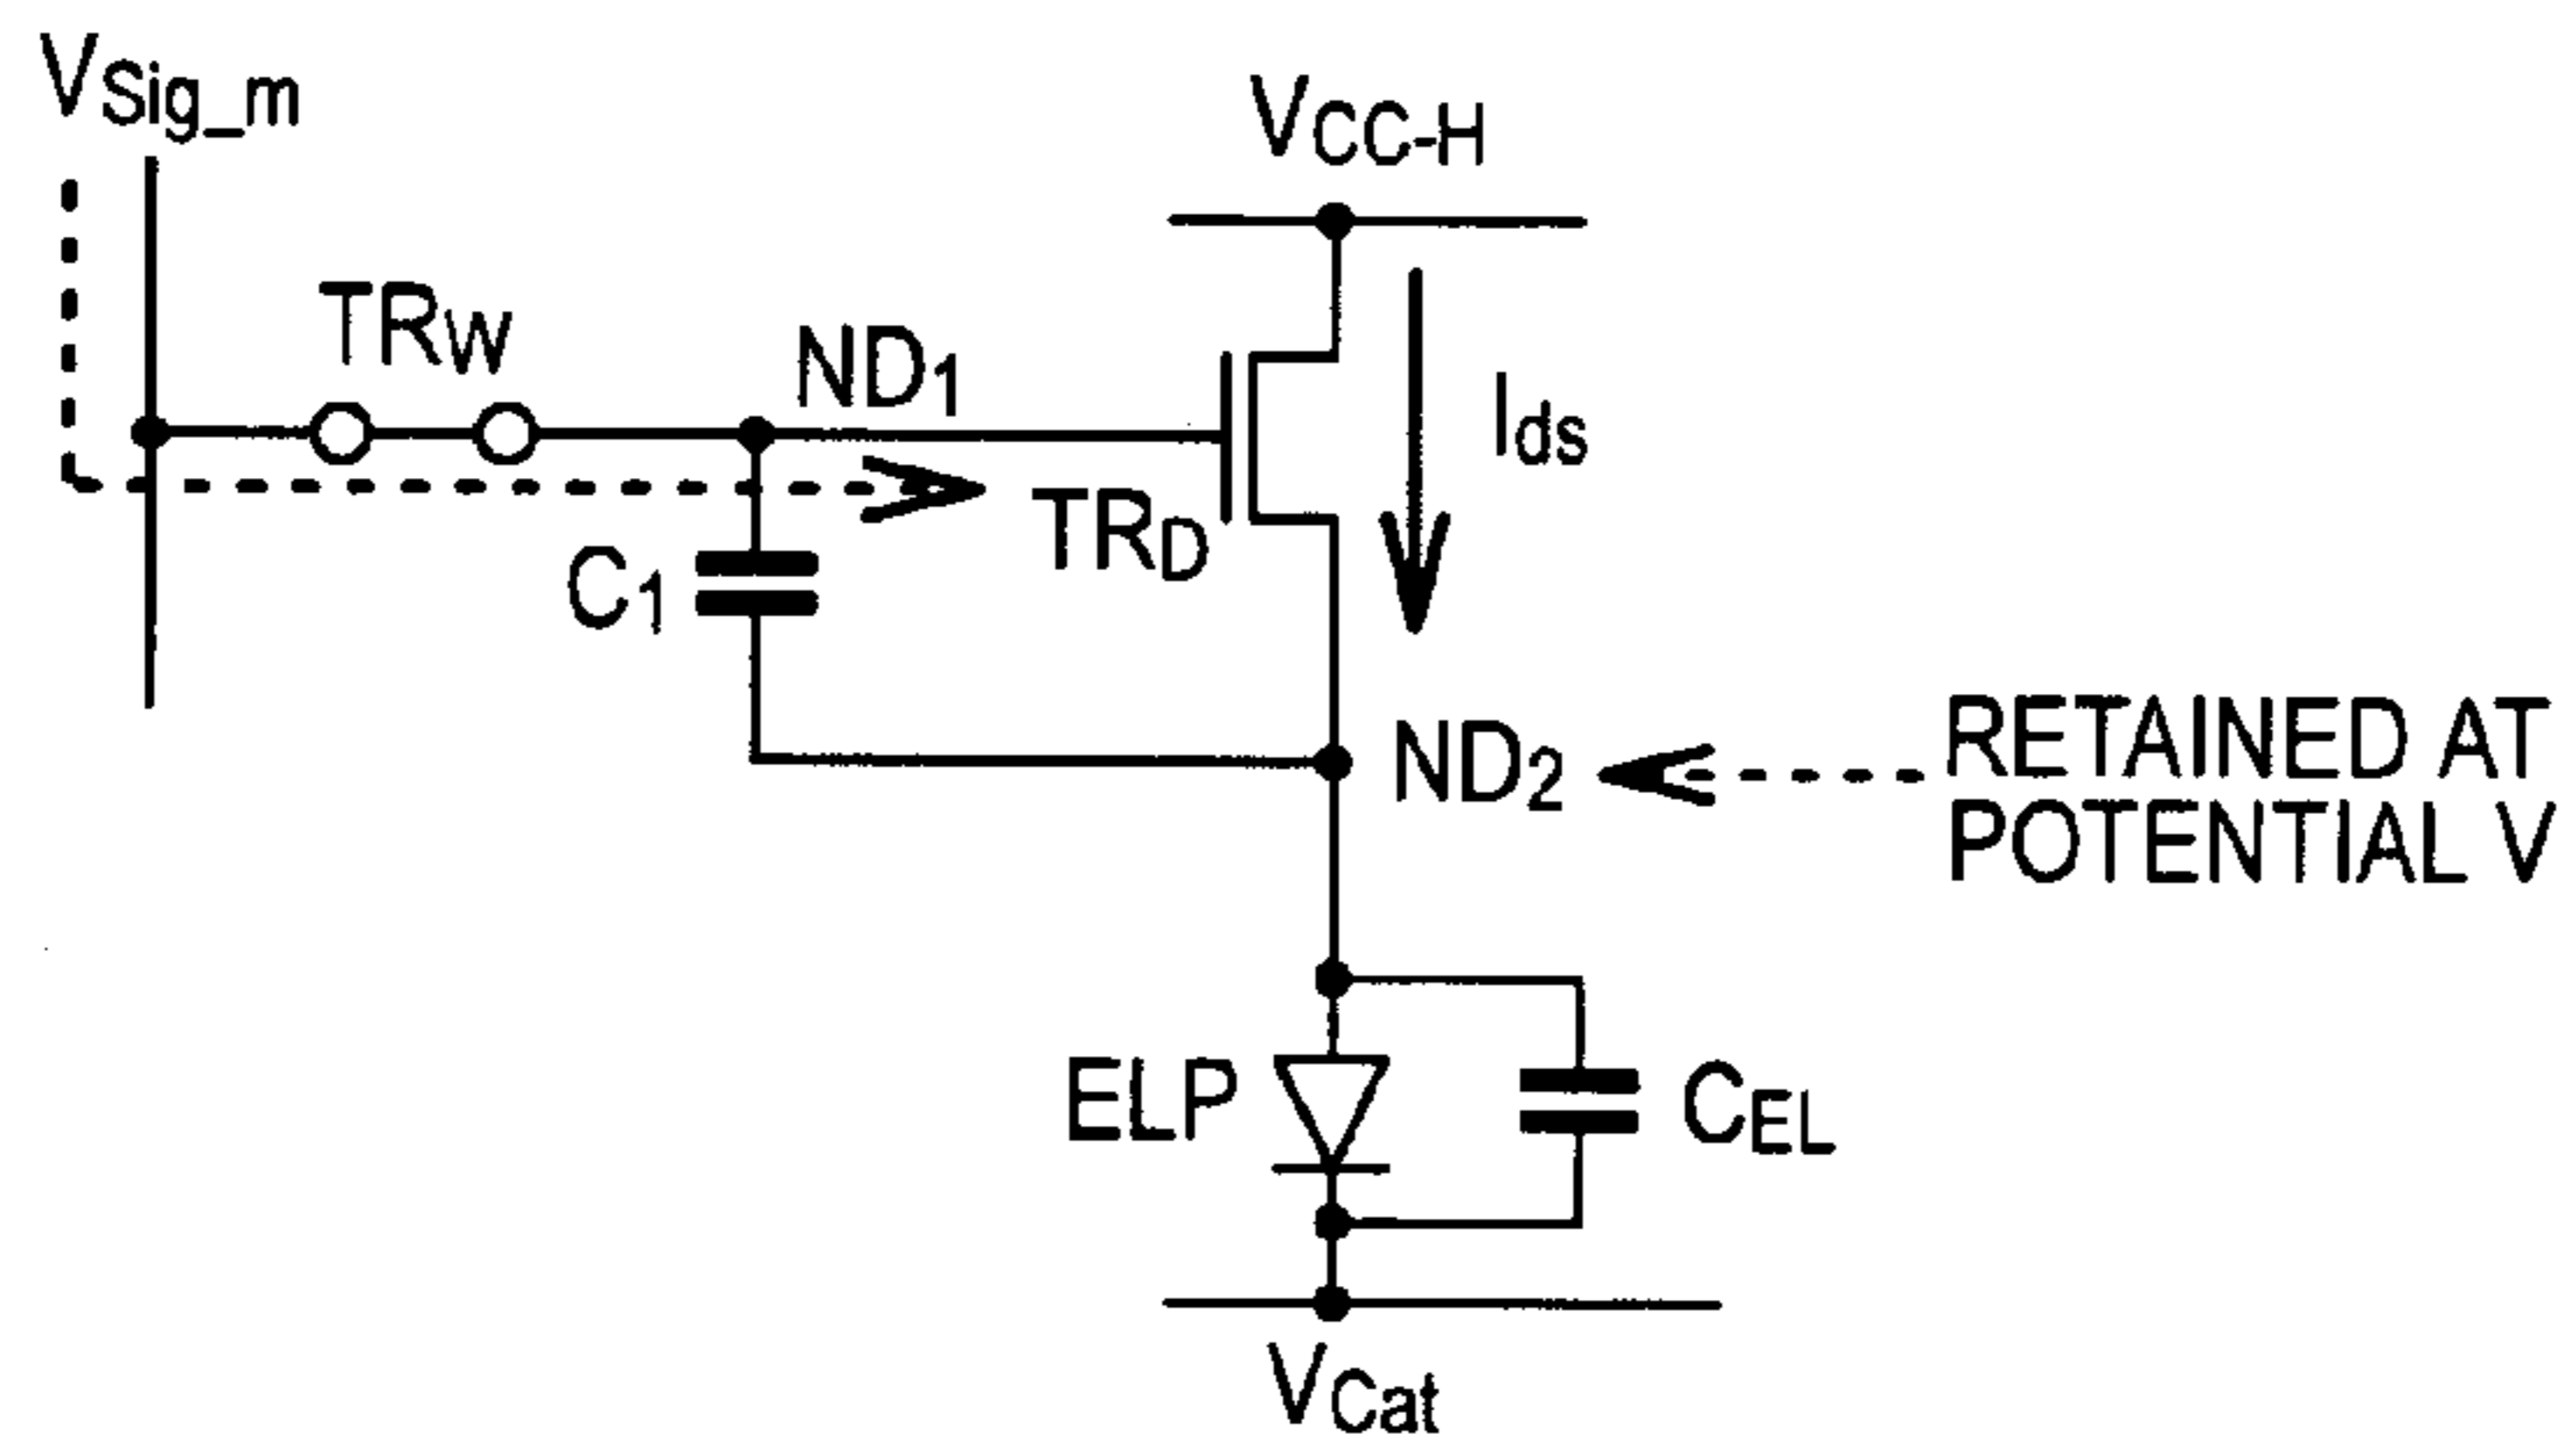 VSig_m
VCC-H
TRW
ND1
Ids
TRD
C1
ND2
RETAINED AT
POTENTIAL V
ELP
CEL
VCat